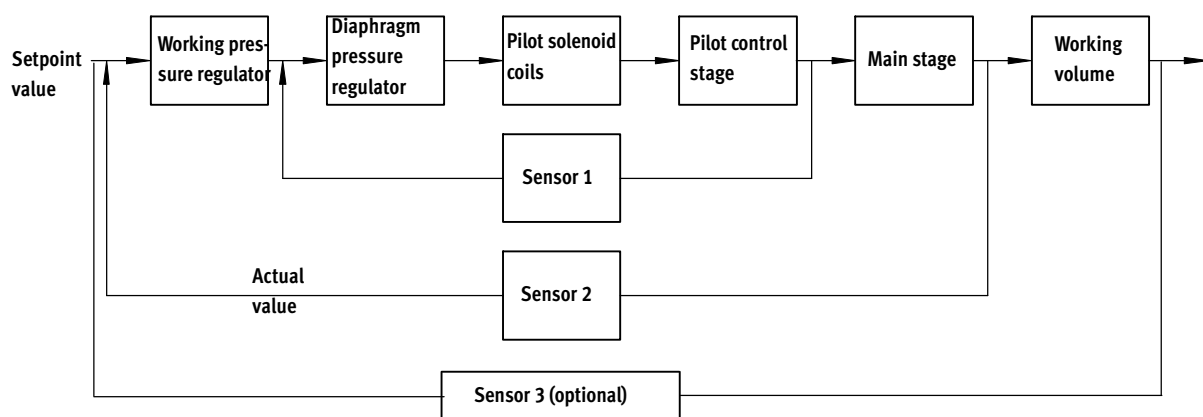 Setpoint
value
Working pres-
sure regulator
Diaphragm
pressure
regulator
Pilot solenoid
coils
Pilot control
stage
Main stage
Working
volume
Sensor 1
Actual
value
Sensor 2
Sensor 3 (optional)